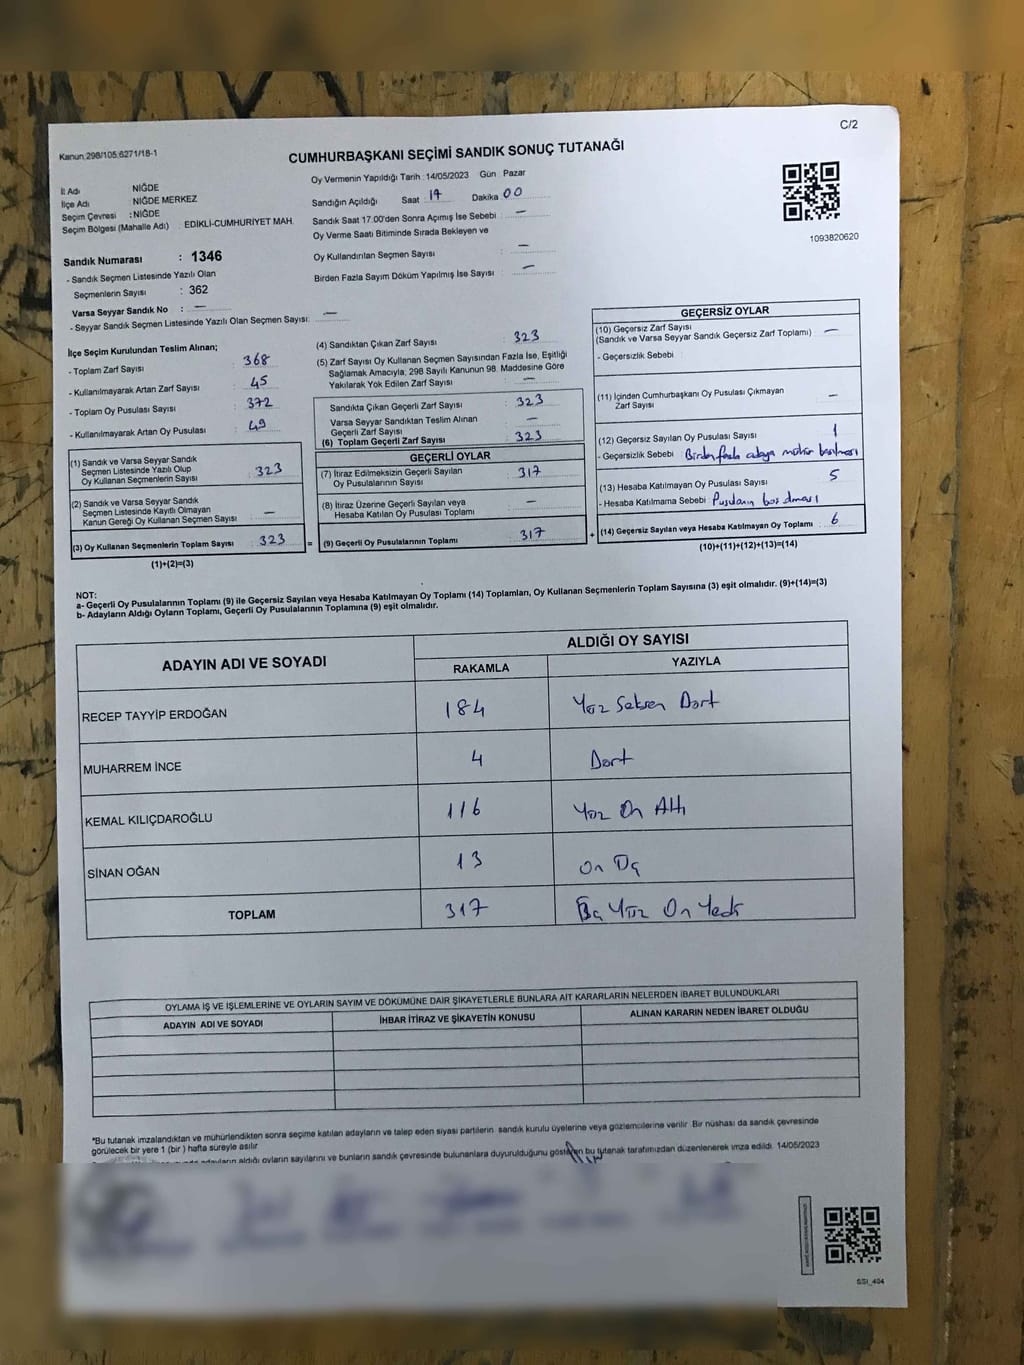 C/2
Kanun 298/105.6271/18-1
CUMHURBAŞKANI SEÇİMİ SANDIK SONUÇ TUTANAĞI
İl Adı NİĞDE
İlçe Adı NİĞDE MERKEZ
Seçim Çevresi : NİĞDE
Seçim Bölgesi (Mahalle Adı) : EDİKLİ-CUMHURİYET MAH.
Oy Vermenin Yapıldığı Tarih : 14/05/2023 Gün : Pazar
Sandığın Açıldığı Saat 17 Dakika 00
Sandık Saat 17.00'den Sonra Açımış İse Sebebi —
Oy Verme Saati Bitiminde Sırada Bekleyen ve
Oy Kullandırılan Seçmen Sayısı —
Birden Fazla Sayım Döküm Yapılmış İse Sayısı —
1093820620
Sandık Numarası : 1346
- Sandık Seçmen Listesinde Yazılı Olan
Seçmenlerin Sayısı : 362
Varsa Seyyar Sandık No : —
- Seyyar Sandık Seçmen Listesinde Yazılı Olan Seçmen Sayısı: —
İlçe Seçim Kurulundan Teslim Alınan;
- Toplam Zarf Sayısı : 368
- Kullanılmayarak Artan Zarf Sayısı : 45
- Toplam Oy Pusulası Sayısı : 372
- Kullanılmayarak Artan Oy Pusulası : 49
(1) Sandık ve Varsa Seyyar Sandık
Seçmen Listesinde Yazılı Olup
Oy Kullanan Seçmenlerin Sayısı : 323
(2) Sandık ve Varsa Seyyar Sandık
Seçmen Listesinde Kayıtlı Olmayan
Kanun Gereği Oy Kullanan Seçmen Sayısı : —
(3) Oy Kullanan Seçmenlerin Toplam Sayısı : 323
(1)+(2)=(3)
(4) Sandıktan Çıkan Zarf Sayısı : 323
(5) Zarf Sayısı Oy Kullanan Seçmen Sayısından Fazla İse, Eşitliği
Sağlamak Amacıyla, 298 Sayılı Kanunun 98. Maddesine Göre
Yakılarak Yok Edilen Zarf Sayısı : —
Sandıkta Çıkan Geçerli Zarf Sayısı : 323
Varsa Seyyar Sandıktan Teslim Alınan
Geçerli Zarf Sayısı : —
(6) Toplam Geçerli Zarf Sayısı : 323
GEÇERLİ OYLAR
(7) İtiraz Edilmeksizin Geçerli Sayılan
Oy Pusulalarının Sayısı : 317
(8) İtiraz Üzerine Geçerli Sayılan veya
Hesaba Katılan Oy Pusulası Toplamı : —
= (9) Geçerli Oy Pusulalarının Toplamı : 317
GEÇERSİZ OYLAR
(10) Geçersiz Zarf Sayısı
(Sandık ve Varsa Seyyar Sandık Geçersiz Zarf Toplamı) : —
- Geçersizlik Sebebi :
(11) İçinden Cumhurbaşkanı Oy Pusulası Çıkmayan
Zarf Sayısı : —
(12) Geçersiz Sayılan Oy Pusulası Sayısı : 1
- Geçersizlik Sebebi : Birden fazla adaya mühür basılması
(13) Hesaba Katılmayan Oy Pusulası Sayısı : 5
- Hesaba Katılmama Sebebi : Pusulanın boş olması
+ (14) Geçersiz Sayılan veya Hesaba Katılmayan Oy Toplamı : 6
(10)+(11)+(12)+(13)=(14)
NOT:
a- Geçerli Oy Pusulalarının Toplamı (9) ile Geçersiz Sayılan veya Hesaba Katılmayan Oy Toplamı (14) Toplamları, Oy Kullanan Seçmenlerin Toplam Sayısına (3) eşit olmalıdır. (9)+(14)=(3)
b- Adayların Aldığı Oyların Toplamı, Geçerli Oy Pusulalarının Toplamına (9) eşit olmalıdır.
ADAYIN ADI VE SOYADI ALDIĞI OY SAYISI
RAKAMLA YAZIYLA
RECEP TAYYİP ERDOĞAN 184 Yüz Seksen Dört
MUHARREM İNCE 4 Dört
KEMAL KILIÇDAROĞLU 116 Yüz On Altı
SİNAN OĞAN 13 On Üç
TOPLAM 317 Üç Yüz On Yedi
OYLAMA İŞ VE İŞLEMLERİNE VE OYLARIN SAYIM VE DÖKÜMÜNE DAİR ŞİKAYETLERLE BUNLARA AİT KARARLARIN NELERDEN İBARET BULUNDUKLARI
ADAYIN ADI VE SOYADI İHBAR İTİRAZ VE ŞİKAYETİN KONUSU ALINAN KARARIN NEDEN İBARET OLDUĞU
*Bu tutanak imzalandıktan ve mühürlendikten sonra seçime katılan adayların ve talep eden siyasi partilerin sandık kurulu üyelerine veya gözlemcilerine verilir. Bir nüshası da sandık çevresinde
görülecek bir yere 1 (bir) hafta süreyle asılır
adayların aldığı oyların sayılarını ve bunların sandık çevresinde bulunanlara duyurulduğunu gösteren bu tutanak tarafımızdan düzenlenerek imza edildi. 14/05/2023
SSI_404